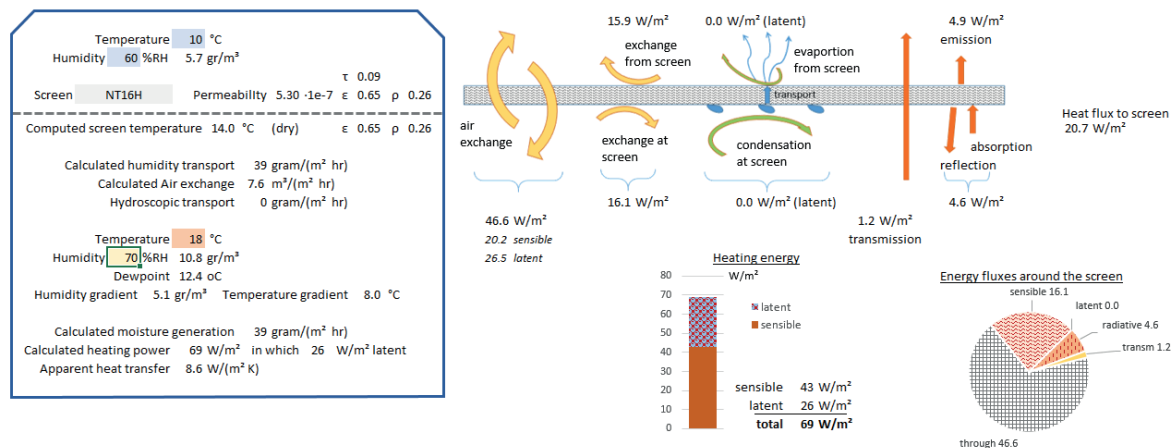 Temperature 10 °C
Humidity 60 %RH 5.7 gr/m³
τ 0.09
Screen NT16H Permeability 5.30 ·1e-7 ε 0.65 ρ 0.26
Computed screen temperature 14.0 °C (dry) ε 0.65 ρ 0.26
Calculated humidity transport 39 gram/(m² hr)
Calculated Air exchange 7.6 m³/(m² hr)
Hydroscopic transport 0 gram/(m² hr)
Temperature 18 °C
Humidity 70 %RH 10.8 gr/m³
Dewpoint 12.4 oC
Humidity gradient 5.1 gr/m³ Temperature gradient 8.0 °C
Calculated moisture generation 39 gram/(m² hr)
Calculated heating power 69 W/m² in which 26 W/m² latent
Apparent heat transfer 8.6 W/(m² K)
15.9 W/m²
0.0 W/m² (latent)
4.9 W/m²
emission
exchange
from screen
evaportion
from screen
transport
air
exchange
exchange at
screen
condensation
at screen
absorption
reflection
Heat flux to screen
20.7 W/m²
46.6 W/m²
20.2 sensible
26.5 latent
16.1 W/m²
0.0 W/m² (latent)
1.2 W/m²
transmission
4.6 W/m²
Heating energy
W/m²
80
70
60
50
40
30
20
10
0
latent
sensible
sensible 43 W/m²
latent 26 W/m²
total 69 W/m²
Energy fluxes around the screen
sensible 16.1
latent 0.0
radiative 4.6
transm 1.2
through 46.6